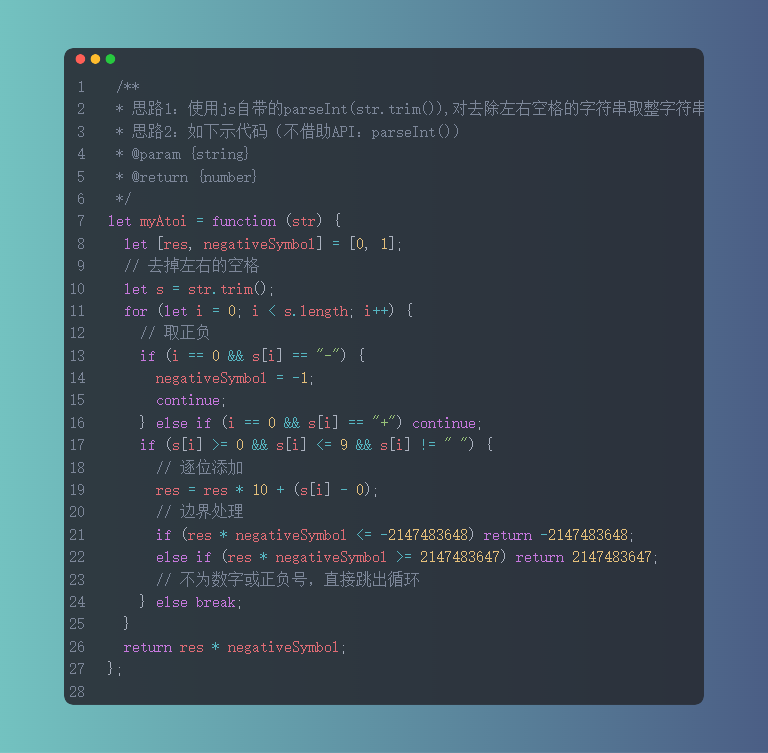 1 /**
2 * 思路1：使用js自带的parseInt(str.trim()),对去除左右空格的字符串取整字符串
3 * 思路2：如下示代码（不借助API：parseInt()）
4 * @param {string}
5 * @return {number}
6 */
7 let myAtoi = function (str) {
8 let [res, negativeSymbol] = [0, 1];
9 // 去掉左右的空格
10 let s = str.trim();
11 for (let i = 0; i < s.length; i++) {
12 // 取正负
13 if (i == 0 && s[i] == "-") {
14 negativeSymbol = -1;
15 continue;
16 } else if (i == 0 && s[i] == "+") continue;
17 if (s[i] >= 0 && s[i] <= 9 && s[i] != " ") {
18 // 逐位添加
19 res = res * 10 + (s[i] - 0);
20 // 边界处理
21 if (res * negativeSymbol <= -2147483648) return -2147483648;
22 else if (res * negativeSymbol >= 2147483647) return 2147483647;
23 // 不为数字或正负号，直接跳出循环
24 } else break;
25 }
26 return res * negativeSymbol;
27 };
28